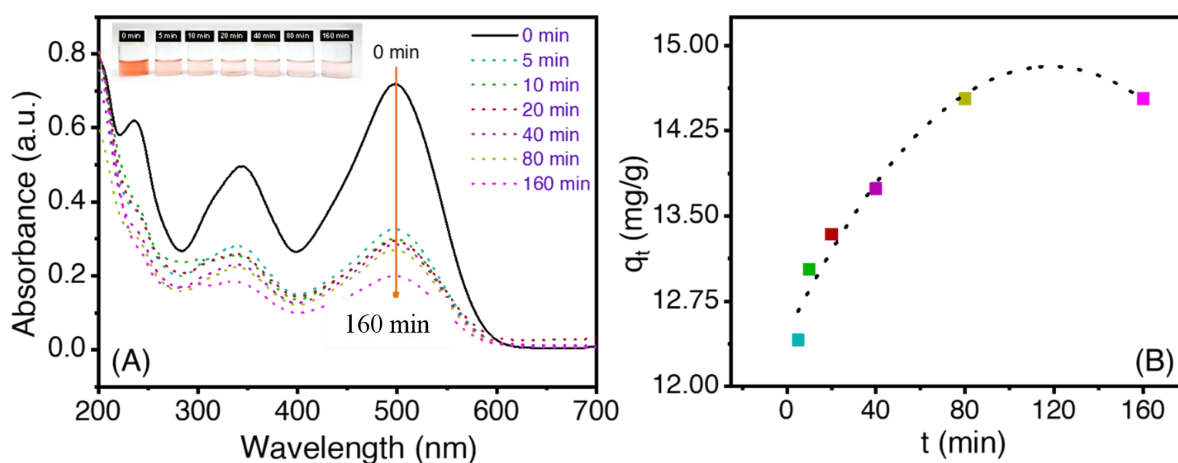 (A)
0 min 5 min 10 min 20 min 40 min 80 min 160 min
0 min
160 min
0 min
5 min
10 min
20 min
40 min
80 min
160 min
Absorbance (a.u.)
0.8
0.6
0.4
0.2
0.0
200 300 400 500 600 700
Wavelength (nm)
(B)
qt (mg/g)
15.00
14.25
13.50
12.75
12.00
0 40 80 120 160
t (min)